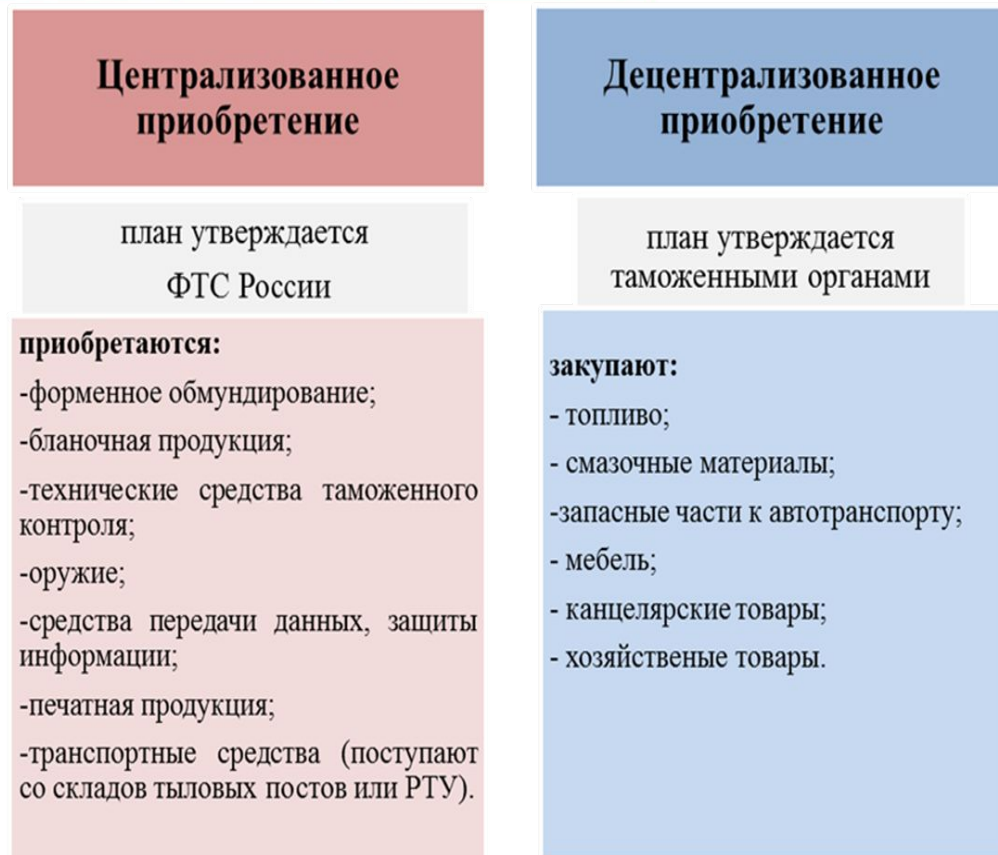 Централизованное
приобретение
план утверждается
ФТС России
приобретаются:
-форменное обмундирование;
-бланочная продукция;
-технические средства таможенного
контроля;
-оружие;
-средства передачи данных, защиты
информации;
-печатная продукция;
-транспортные средства (поступают
со складов тыловых постов или РТУ).
Децентрализованное
приобретение
план утверждается
таможенными органами
закупают:
- топливо;
- смазочные материалы;
-запасные части к автотранспорту;
- мебель;
- канцелярские товары;
- хозяйственые товары.